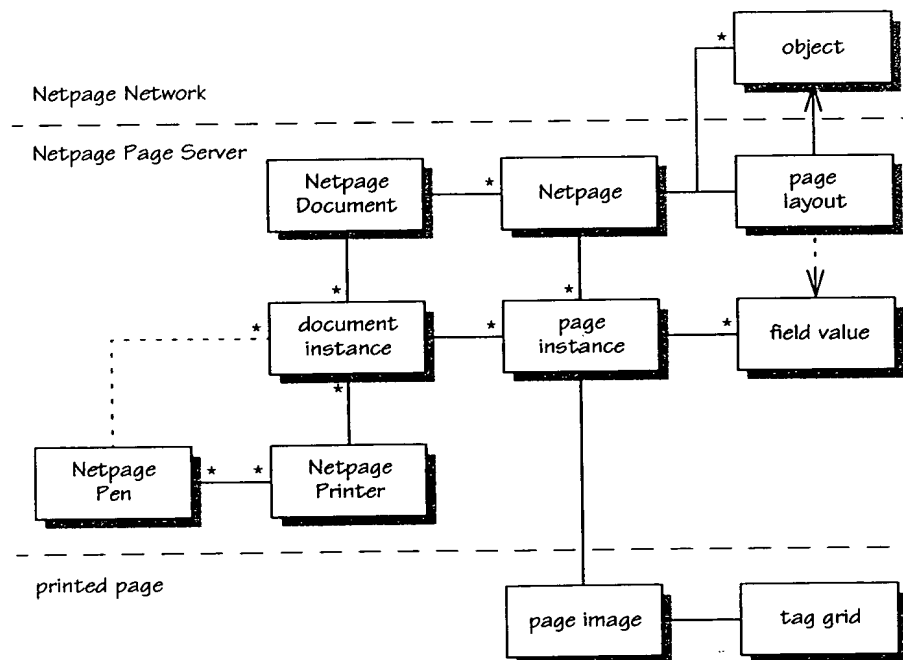 *
object
Netpage Network
Netpage Page Server
Netpage
Document
*
Netpage
page
layout
*
*
*
document
instance
*
page
instance
*
field value
*
Netpage
Pen
*
*
Netpage
Printer
printed page
page image
tag grid